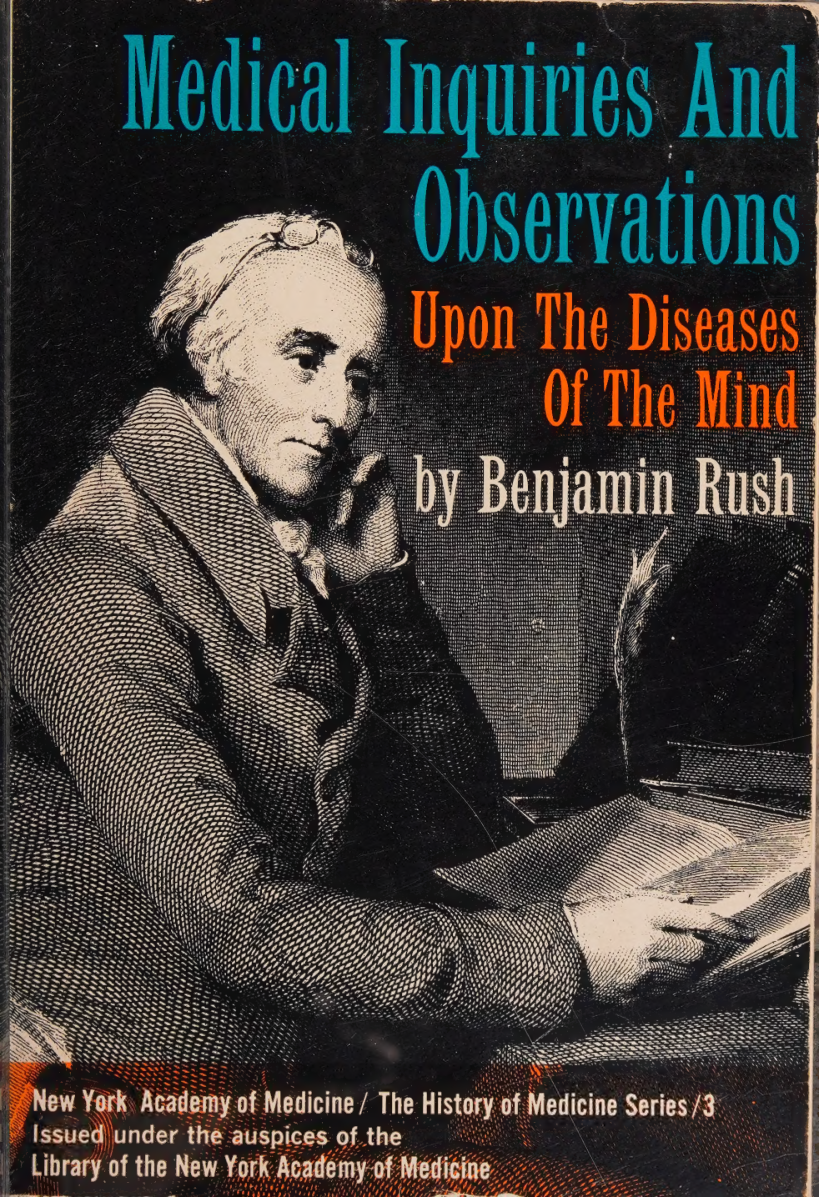 Medical Inquiries And
Observations
Upon The Diseases
Of The Mind
by Benjamin Rush
New York Academy of Medicine / The History of Medicine Series /3
Issued under the auspices of the
Library of the New York Academy of Medicine